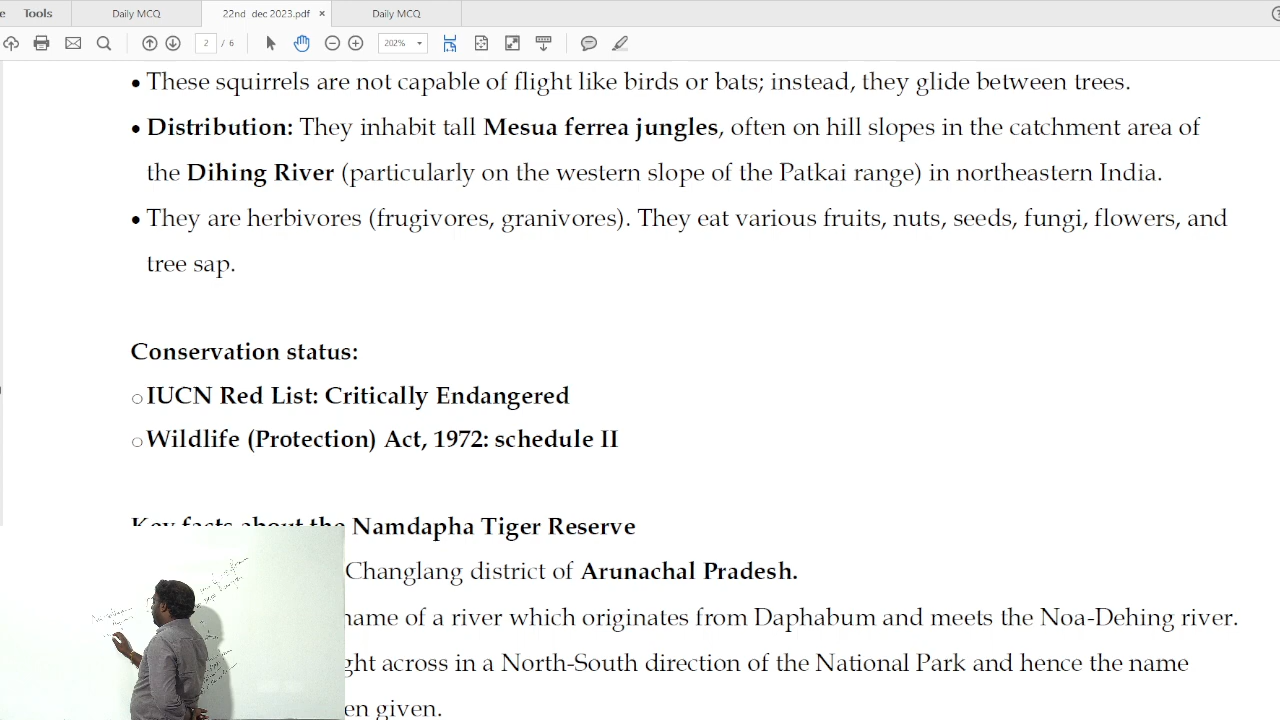 Tools
Daily MCQ
22nd dec 2023.pdf ×
Daily MCQ
2 / 6
202%
These squirrels are not capable of flight like birds or bats; instead, they glide between trees.
Distribution: They inhabit tall Mesua ferrea jungles, often on hill slopes in the catchment area of
the Dihing River (particularly on the western slope of the Patkai range) in northeastern India.
They are herbivores (frugivores, granivores). They eat various fruits, nuts, seeds, fungi, flowers, and
tree sap.
Conservation status:
IUCN Red List: Critically Endangered
Wildlife (Protection) Act, 1972: schedule II
Key facts about the Namdapha Tiger Reserve
Changlang district of Arunachal Pradesh.
name of a river which originates from Daphabum and meets the Noa-Dehing river.
across in a North-South direction of the National Park and hence the name
given.